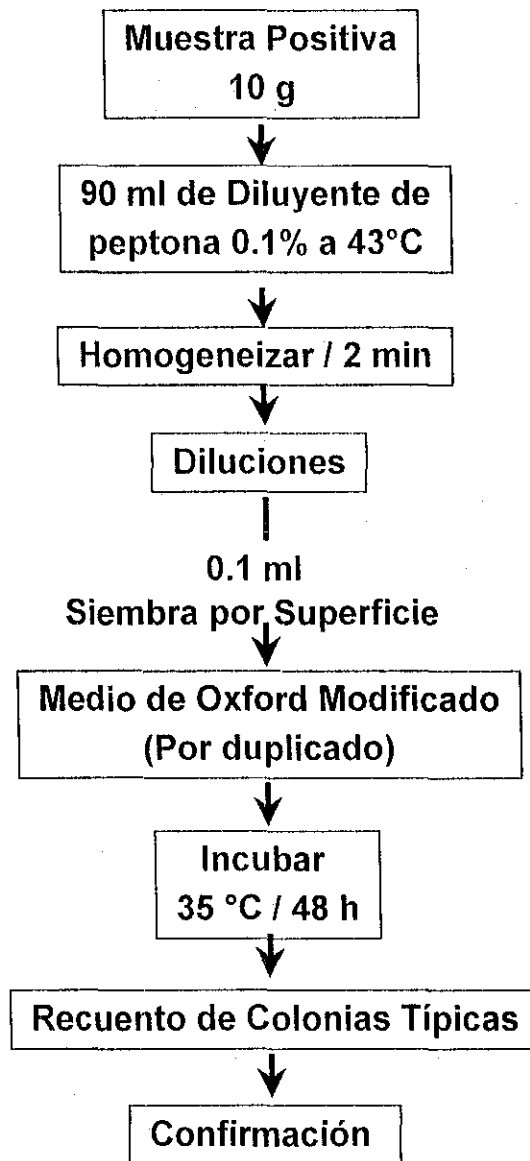 Muestra Positiva
10 g
90 ml de Diluyente de
peptona 0.1% a 43°C
Homogeneizar / 2 min
Diluciones
0.1 ml
Siembra por Superficie
Medio de Oxford Modificado
(Por duplicado)
Incubar
35 °C / 48 h
Recuento de Colonias Típicas
Confirmación